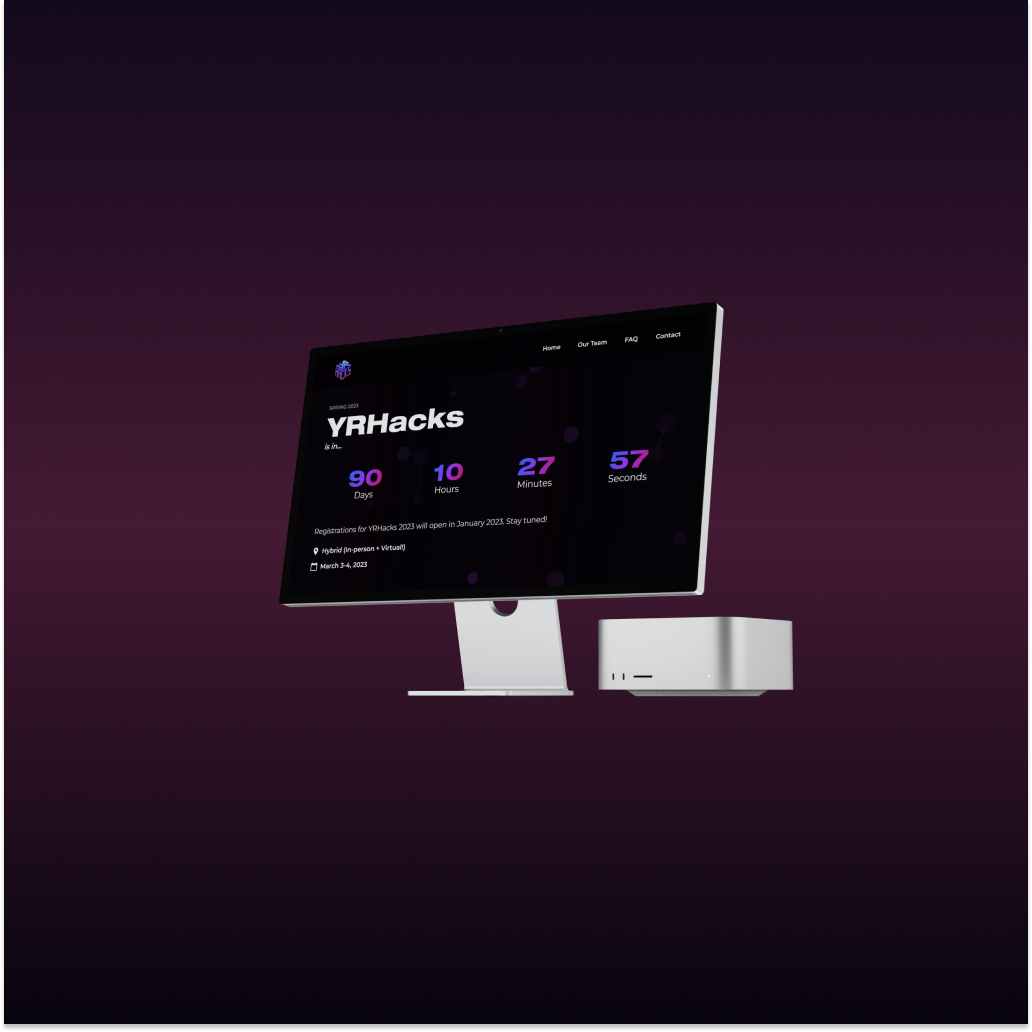 Home Our Team FAQ Contact
SPRING 2023
YRHacks
is in...
90 10 27 57
Days Hours Minutes Seconds
Registrations for YRHacks 2023 will open in January 2023. Stay tuned!
Hybrid (In-person + Virtual!)
March 3-4, 2023